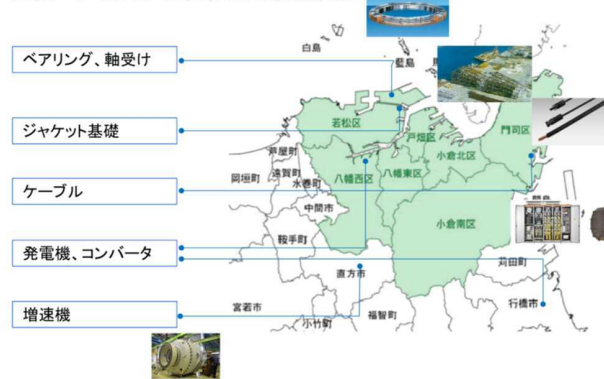 ベアリング、軸受け
ジャケット基礎
ケーブル
発電機、コンバータ
増速機
白島
藍島
若松区
戸畑区
門司区
小倉北区
芦屋町
遠賀町
岡垣町
水巻町
八幡西区
八幡東区
中間市
小倉南区
鞍手町
直方市
苅田町
行橋市
宮若市
小竹町
福智町